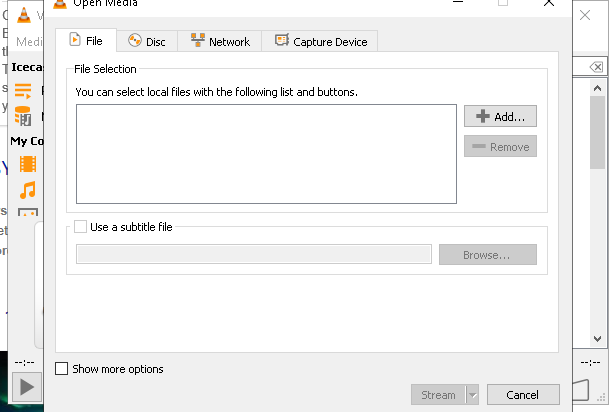 Open Media
Medi
File
Disc
Network
Capture Device
Iceca
File Selection
You can select local files with the following list and buttons.
Add...
Remove
My Co
Use a subtitle file
Browse...
--:--
--:--
Show more options
Stream
Cancel